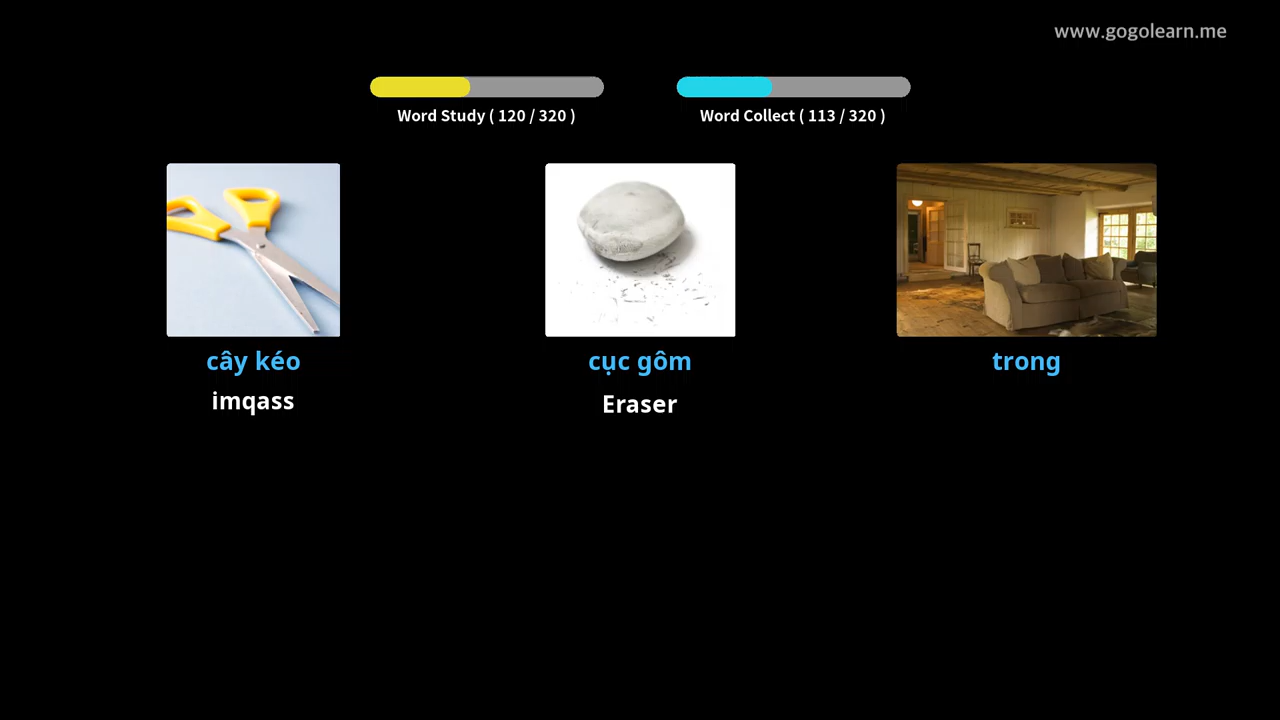 www.gogolearn.me
Word Study ( 120 / 320 )
Word Collect ( 113 / 320 )
cây kéo
imqass
cục gôm
Eraser
trong